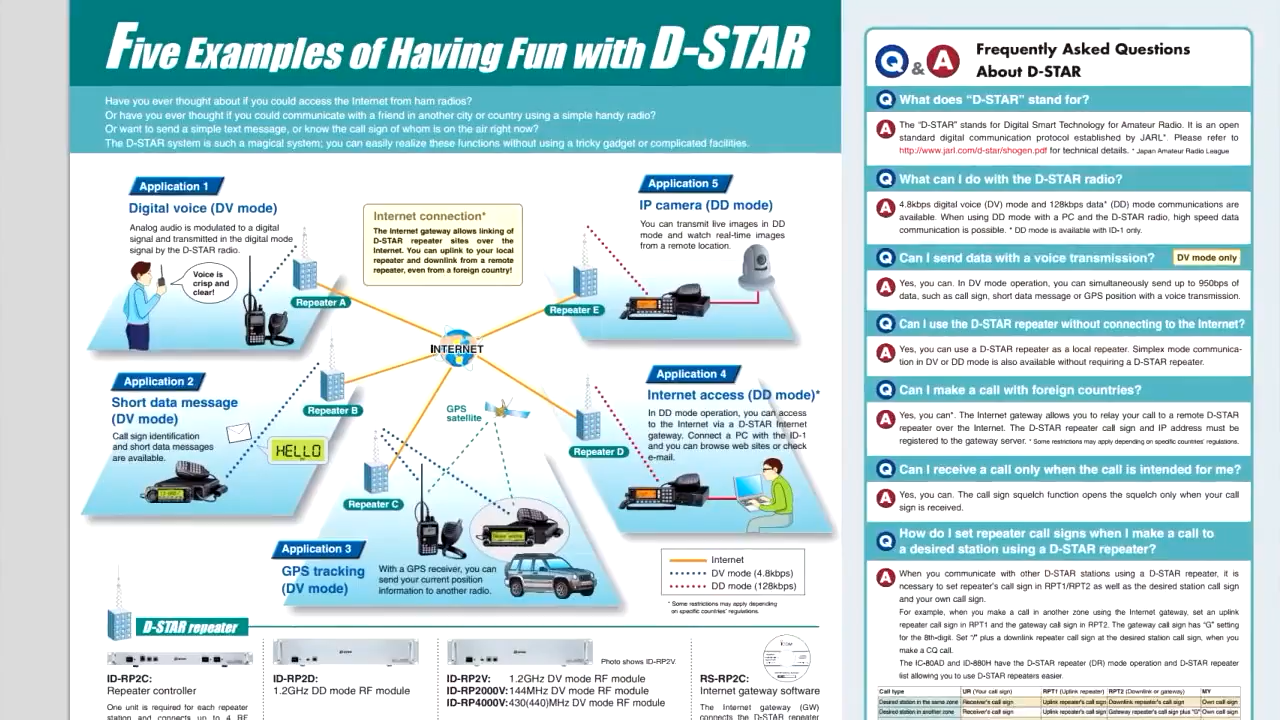 Five Examples of Having Fun with D-STAR
Have you ever thought about if you could access the Internet from ham radios?
Or have you ever thought if you could communicate with a friend in another city or country using a simple handy radio?
Or want to send a simple text message, or know the call sign of whom is on the air right now?
The D-STAR system is such a magical system; you can easily realize these functions without using a tricky gadget or complicated facilities.
Application 1
Digital voice (DV mode)
Analog audio is modulated to a digital
signal and transmitted in the digital mode
signal by the D-STAR radio.
Voice is
crisp and
clear!
Repeater A
Internet connection*
The Internet gateway allows linking of
D-STAR repeater sites over the
Internet. You can uplink to your local
repeater and downlink from a remote
repeater, even from a foreign country!
Application 5
IP camera (DD mode)
You can transmit live images in DD
mode and watch real-time images
from a remote location.
Repeater E
INTERNET
Application 2
Short data message
(DV mode)
Call sign identification
and short data messages
are available.
HELLO
Repeater B
GPS
satellite
Application 4
Internet access (DD mode)*
In DD mode operation, you can access
to the Internet via a D-STAR Internet
gateway. Connect a PC with the ID-1
and you can browse web sites or check
e-mail.
Repeater D
Repeater C
Application 3
GPS tracking
(DV mode)
With a GPS receiver, you can
send your current position
information to another radio.
Internet
DV mode (4.8kbps)
DD mode (128kbps)
* Some restrictions may apply depending
on specific countries' regulations.
D-STAR repeater
ID-RP2C:
Repeater controller
One unit is required for each repeater
station and connects up to 4 RF
ID-RP2D:
1.2GHz DD mode RF module
Photo shows ID-RP2V.
ID-RP2V: 1.2GHz DV mode RF module
ID-RP2000V: 144MHz DV mode RF module
ID-RP4000V: 430(440)MHz DV mode RF module
RS-RP2C:
Internet gateway software
The Internet gateway (GW)
connects the D-STAR repeater
Q & A Frequently Asked Questions
About D-STAR
Q What does "D-STAR" stand for?
A The "D-STAR" stands for Digital Smart Technology for Amateur Radio. It is an open
standard digital communication protocol established by JARL*. Please refer to
http://www.jarl.com/d-star/shogen.pdf for technical details. * Japan Amateur Radio League
Q What can I do with the D-STAR radio?
A 4.8kbps digital voice (DV) mode and 128kbps data* (DD) mode communications are
available. When using DD mode with a PC and the D-STAR radio, high speed data
communication is possible. * DD mode is available with ID-1 only.
Q Can I send data with a voice transmission? DV mode only
A Yes, you can. In DV mode operation, you can simultaneously send up to 950bps of
data, such as call sign, short data message or GPS position with a voice transmission.
Q Can I use the D-STAR repeater without connecting to the Internet?
A Yes, you can use a D-STAR repeater as a local repeater. Simplex mode communica-
tion in DV or DD mode is also available without requiring a D-STAR repeater.
Q Can I make a call with foreign countries?
A Yes, you can*. The Internet gateway allows you to relay your call to a remote D-STAR
repeater over the Internet. The D-STAR repeater call sign and IP address must be
registered to the gateway server. * Some restrictions may apply depending on specific countries' regulations.
Q Can I receive a call only when the call is intended for me?
A Yes, you can. The call sign squelch function opens the squelch only when your call
sign is received.
Q How do I set repeater call signs when I make a call to
a desired station using a D-STAR repeater?
A When you communicate with other D-STAR stations using a D-STAR repeater, it is
ncessary to set repeater's call sign in RPT1/RPT2 as well as the desired station call sign
and your own call sign.
For example, when you make a call in another zone using the Internet gateway, set an uplink
repeater call sign in RPT1 and the gateway call sign in RPT2. The gateway call sign has "G" setting
for the 8th-digit. Set "/" plus a downlink repeater call sign at the desired station call sign, when you
make a CQ call.
The IC-80AD and ID-880H have the D-STAR repeater (DR) mode operation and D-STAR repeater
list allowing you to use D-STAR repeaters easier.
Call type UR (Your call sign) RPT1 (Uplink repeater) RPT2 (Downlink or gateway) MY
Desired station in the same zone Receiver's call sign Uplink repeater's call sign Downlink repeater's call sign Own call sign
Desired station in another zone Receiver's call sign Uplink repeater's call sign Gateway repeater's call sign plus "G" Own call sign